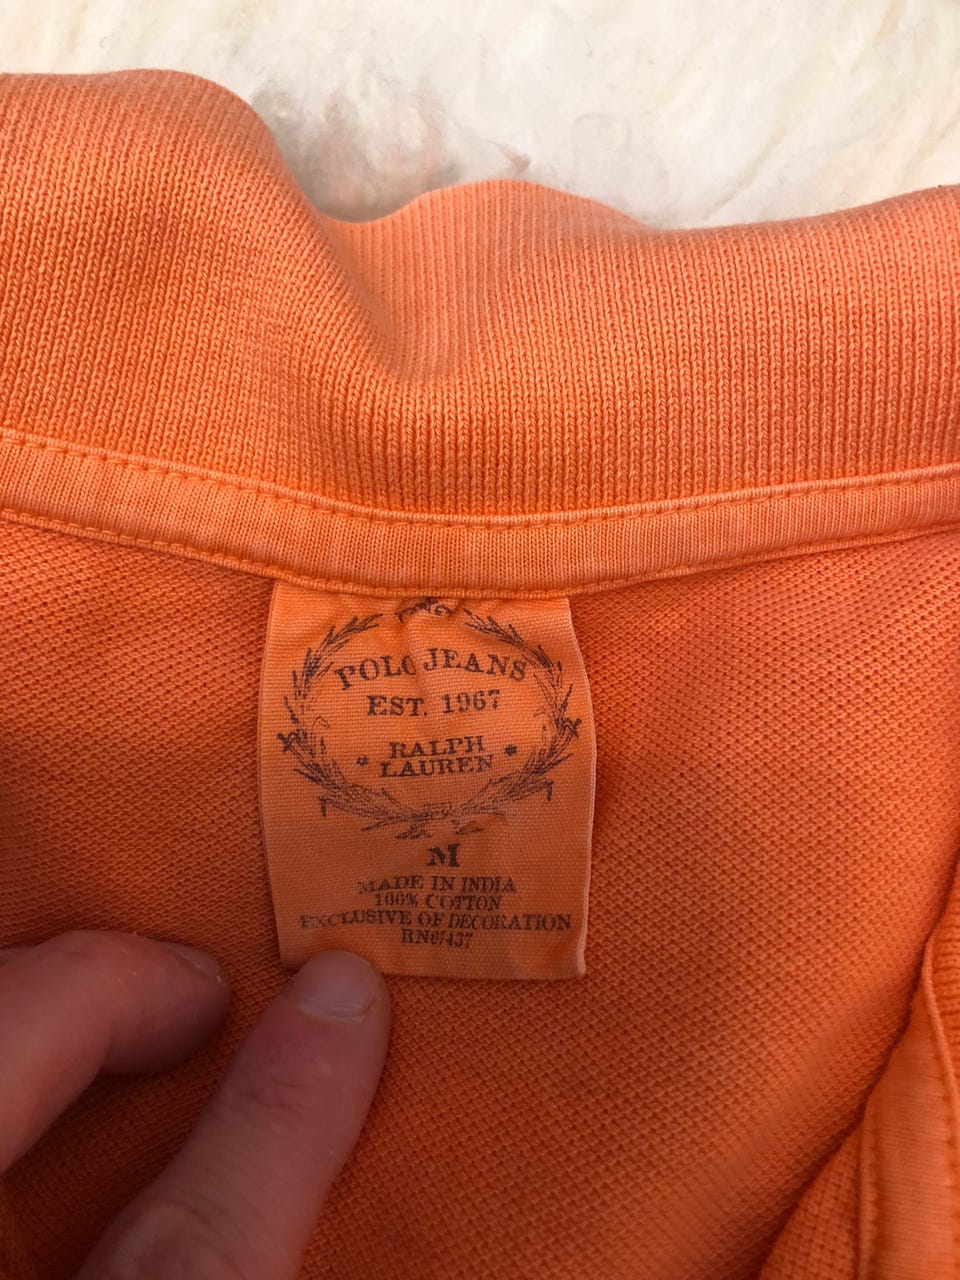 POLO JEANS
EST. 1967
* RALPH *
LAUREN
M
MADE IN INDIA
100% COTTON
EXCLUSIVE OF DECORATION